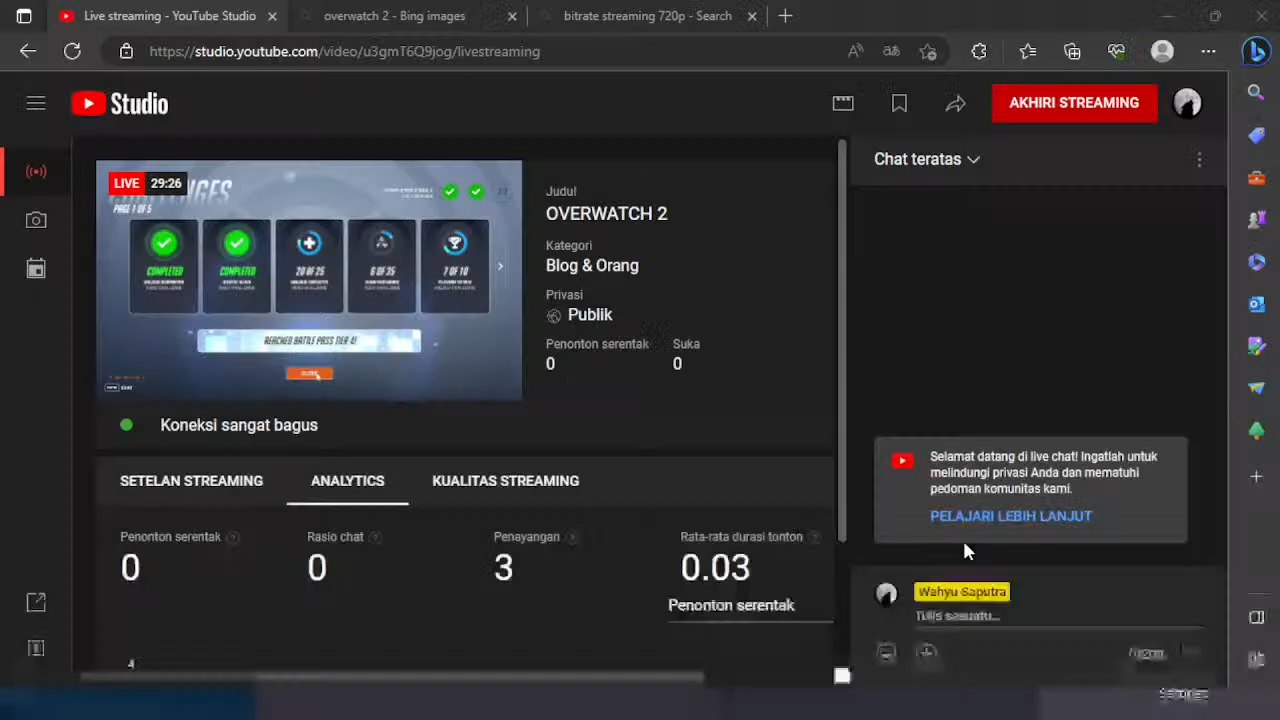 Live streaming - YouTube Studio
overwatch 2 - Bing images
bitrate streaming 720p - Search
https://studio.youtube.com/video/u3gmT6Q9jog/livestreaming
Studio
AKHIRI STREAMING
LIVE 29:26
PAGE 1 OF 5
COMPLETED
COMPLETED
20 OF 25
6 OF 35
7 OF 10
REACHED BATTLE PASS TIER 4!
Judul
OVERWATCH 2
Kategori
Blog & Orang
Privasi
Publik
Penonton serentak
Suka
0
0
Koneksi sangat bagus
SETELAN STREAMING
ANALYTICS
KUALITAS STREAMING
Penonton serentak
Rasio chat
Penayangan
Rata-rata durasi tonton
0
0
3
0.03
Penonton serentak
4
Chat teratas
Selamat datang di live chat! Ingatlah untuk
melindungi privasi Anda dan mematuhi
pedoman komunitas kami.
PELAJARI LEBIH LANJUT
Wahyu Saputra
Tulis sesuatu...